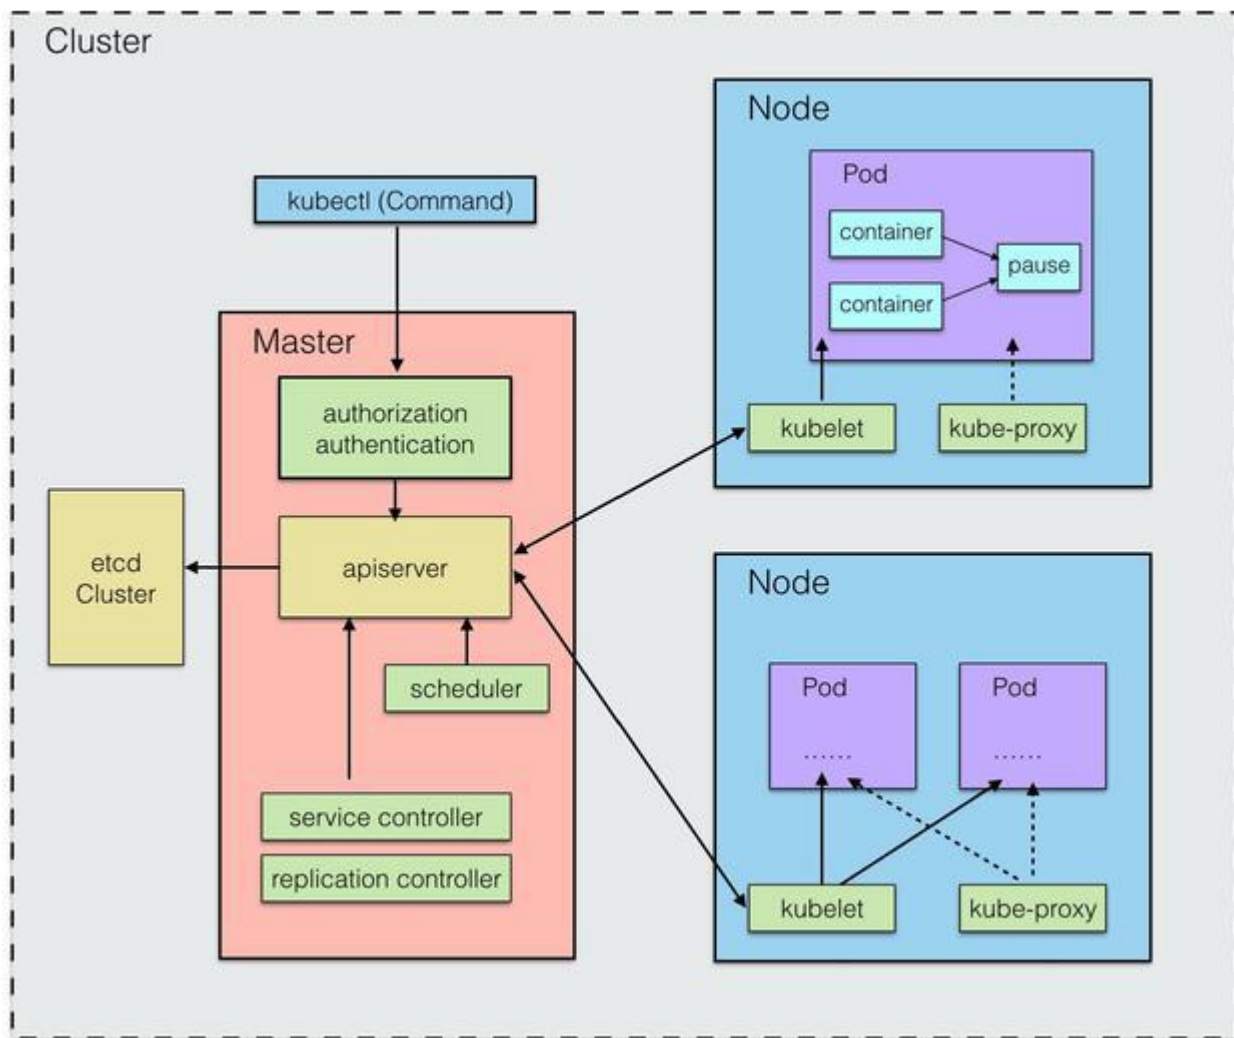 Cluster
kubectl (Command)
Master
authorization
authentication
apiserver
etcd
Cluster
scheduler
service controller
replication controller
Node
Pod
container
pause
container
kubelet
kube-proxy
Node
Pod
Pod
......
......
kubelet
kube-proxy